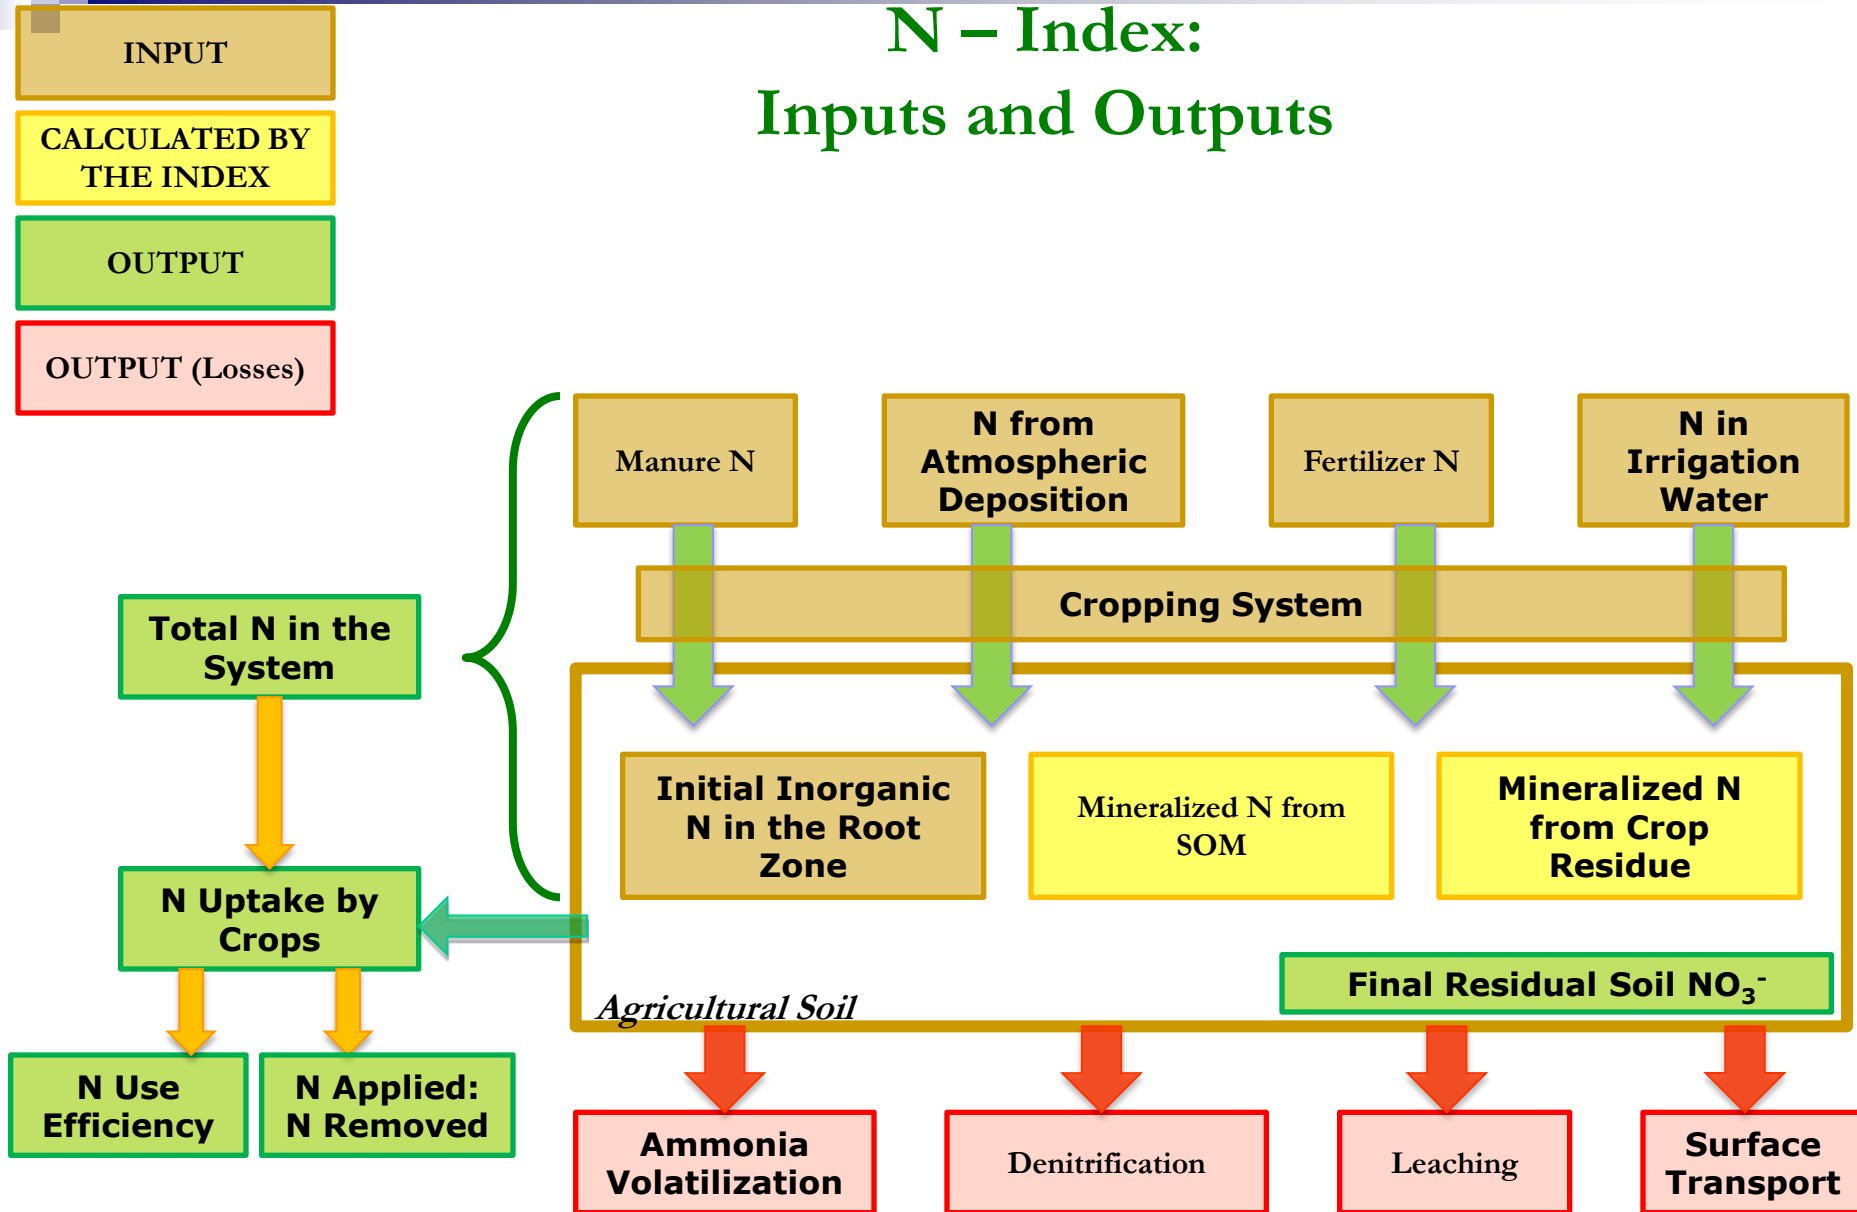 N – Index:
Inputs and Outputs
INPUT
CALCULATED BY
THE INDEX
OUTPUT
OUTPUT (Losses)
Manure N
N from
Atmospheric
Deposition
Fertilizer N
N in
Irrigation
Water
Cropping System
Total N in the
System
Initial Inorganic
N in the Root
Zone
Mineralized N from
SOM
Mineralized N
from Crop
Residue
N Uptake by
Crops
Final Residual Soil NO₃⁻
Agricultural Soil
N Use
Efficiency
N Applied:
N Removed
Ammonia
Volatilization
Denitrification
Leaching
Surface
Transport